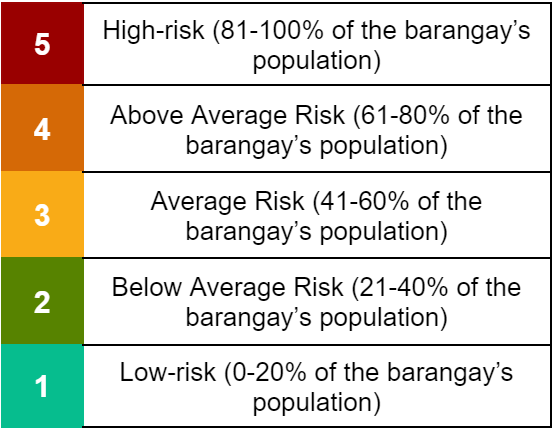 5
High-risk (81-100% of the barangay’s
population)
4
Above Average Risk (61-80% of the
barangay’s population)
3
Average Risk (41-60% of the
barangay’s population)
2
Below Average Risk (21-40% of the
barangay’s population)
1
Low-risk (0-20% of the barangay’s
population)